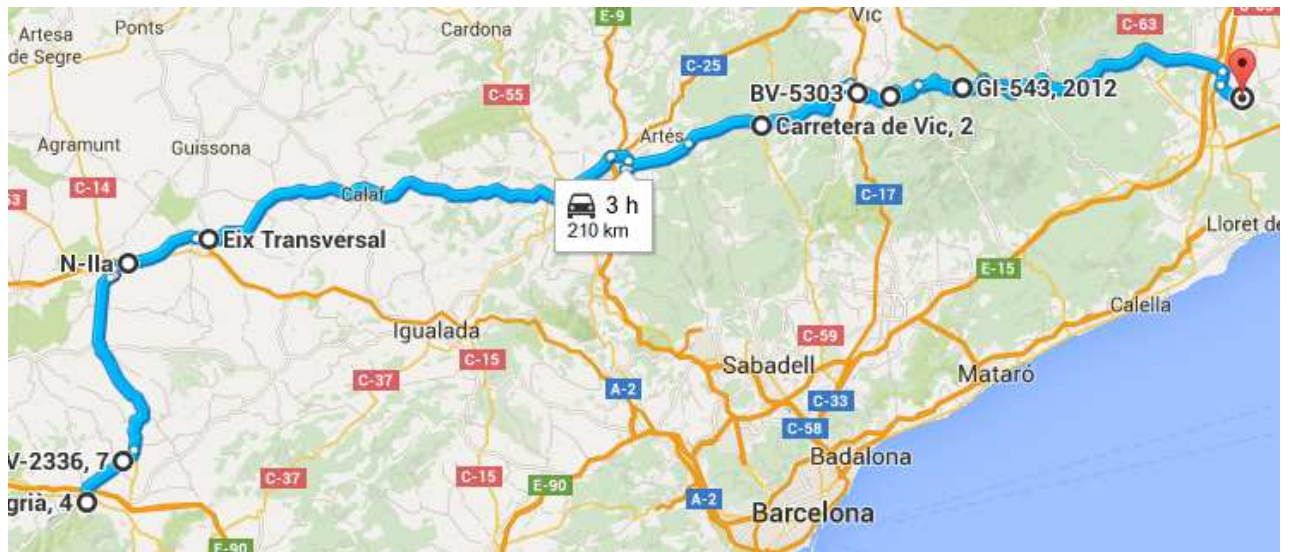 E-9
Vic
C-63
Artesa
de Segre
Ponts
Cardona
C-25
BV-5303
GI-543, 2012
C-55
Carretera de Vic, 2
Artés
Agramunt
Guissona
C-14
Calaf
3 h
210 km
C-17
Lloret de
Eix Transversal
N-IIa
E-15
Calella
Igualada
C-15
C-59
Sabadell
Mataró
C-37
A-2
C-33
C-58
V-2336, 7
Badalona
C-37
C-15
E-90
A-2
grià, 4
Barcelona
E-90